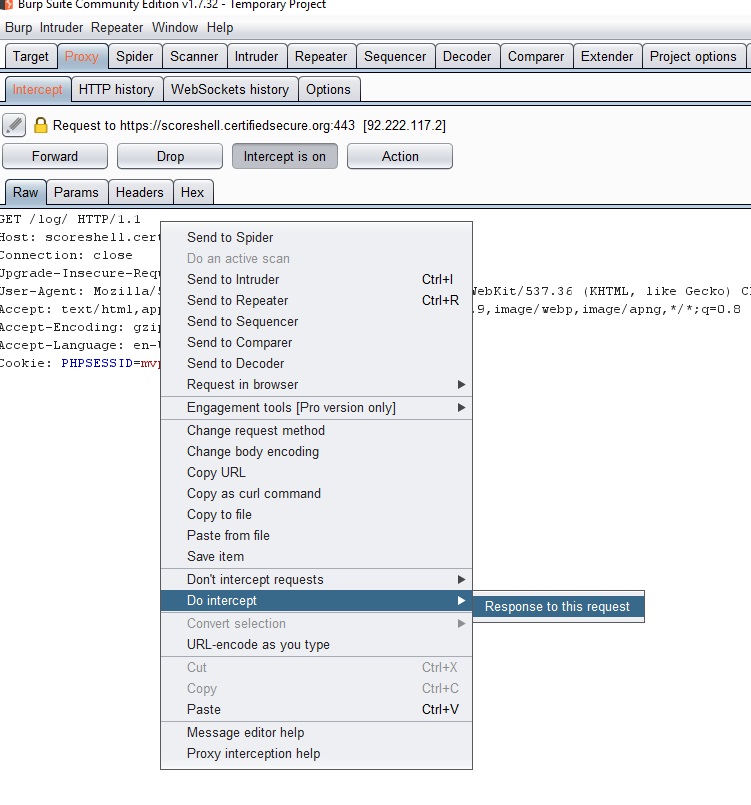 Burp Suite Community Edition v1.7.32 - Temporary Project
Burp Intruder Repeater Window Help
Target Proxy Spider Scanner Intruder Repeater Sequencer Decoder Comparer Extender Project options
Intercept HTTP history WebSockets history Options
Request to https://scoreshell.certifiedsecure.org:443 [92.222.117.2]
Forward Drop Intercept is on Action
Raw Params Headers Hex
GET /log/ HTTP/1.1
Host: scoreshell.cert
Connection: close
Upgrade-Insecure-Req
User-Agent: Mozilla/5 WebKit/537.36 (KHTML, like Gecko) C
Accept: text/html,app .9,image/webp,image/apng,*/*;q=0.8
Accept-Encoding: gzip
Accept-Language: en-U
Cookie: PHPSESSID=mvp
Send to Spider
Do an active scan
Send to Intruder Ctrl+I
Send to Repeater Ctrl+R
Send to Sequencer
Send to Comparer
Send to Decoder
Request in browser
Engagement tools [Pro version only]
Change request method
Change body encoding
Copy URL
Copy as curl command
Copy to file
Paste from file
Save item
Don't intercept requests
Do intercept
Response to this request
Convert selection
URL-encode as you type
Cut Ctrl+X
Copy Ctrl+C
Paste Ctrl+V
Message editor help
Proxy interception help